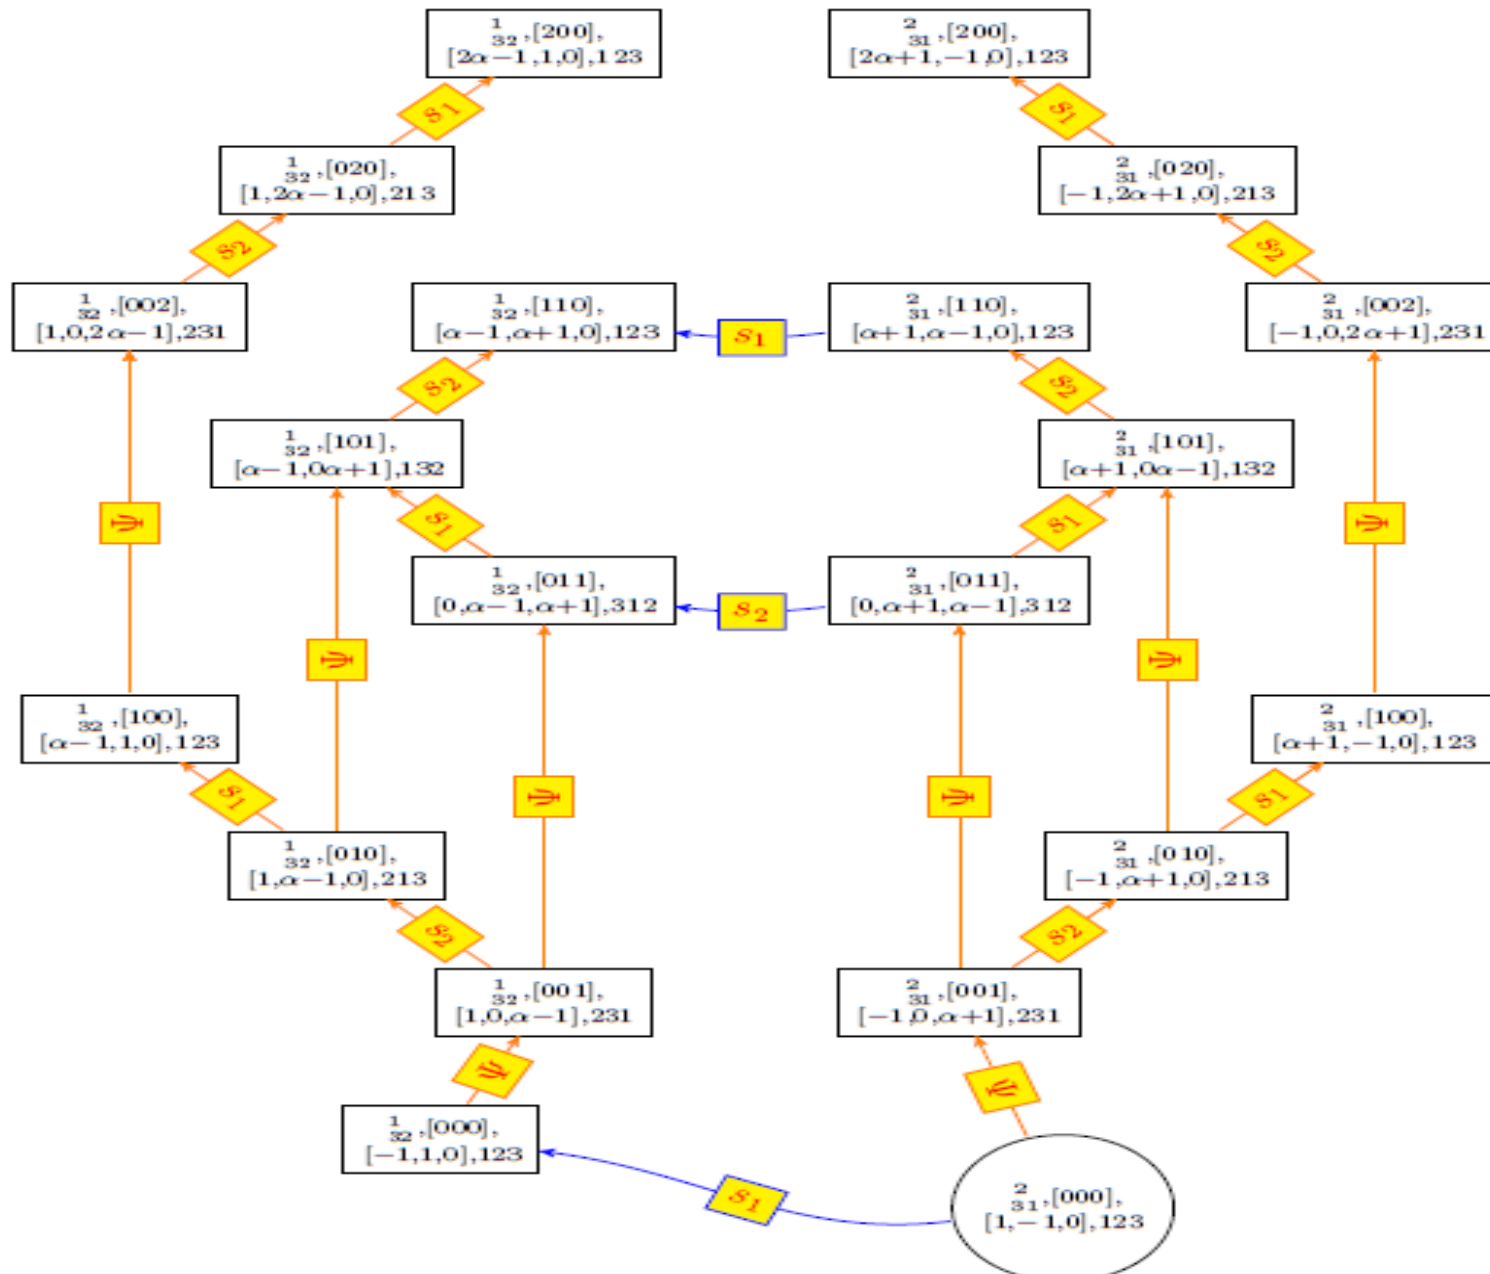 1
32 ,[200],
[2α−1,1,0],123
2
31 ,[200],
[2α+1,−1,0],123
s1
s1
1
32 ,[020],
[1,2α−1,0],213
2
31 ,[020],
[−1,2α+1,0],213
s2
s2
1
32 ,[002],
[1,0,2α−1],231
1
32 ,[110],
[α−1,α+1,0],123
s1
2
31 ,[110],
[α+1,α−1,0],123
2
31 ,[002],
[−1,0,2α+1],231
s2
s2
1
32 ,[101],
[α−1,0α+1],132
2
31 ,[101],
[α+1,0α−1],132
Ψ
s1
s1
Ψ
1
32 ,[011],
[0,α−1,α+1],312
s2
2
31 ,[011],
[0,α+1,α−1],312
Ψ
Ψ
1
32 ,[100],
[α−1,1,0],123
2
31 ,[100],
[α+1,−1,0],123
s1
Ψ
Ψ
s1
1
32 ,[010],
[1,α−1,0],213
2
31 ,[010],
[−1,α+1,0],213
s2
s2
1
32 ,[001],
[1,0,α−1],231
2
31 ,[001],
[−1,0,α+1],231
Ψ
Ψ
1
32 ,[000],
[−1,1,0],123
s1
2
31 ,[000],
[1,−1,0],123